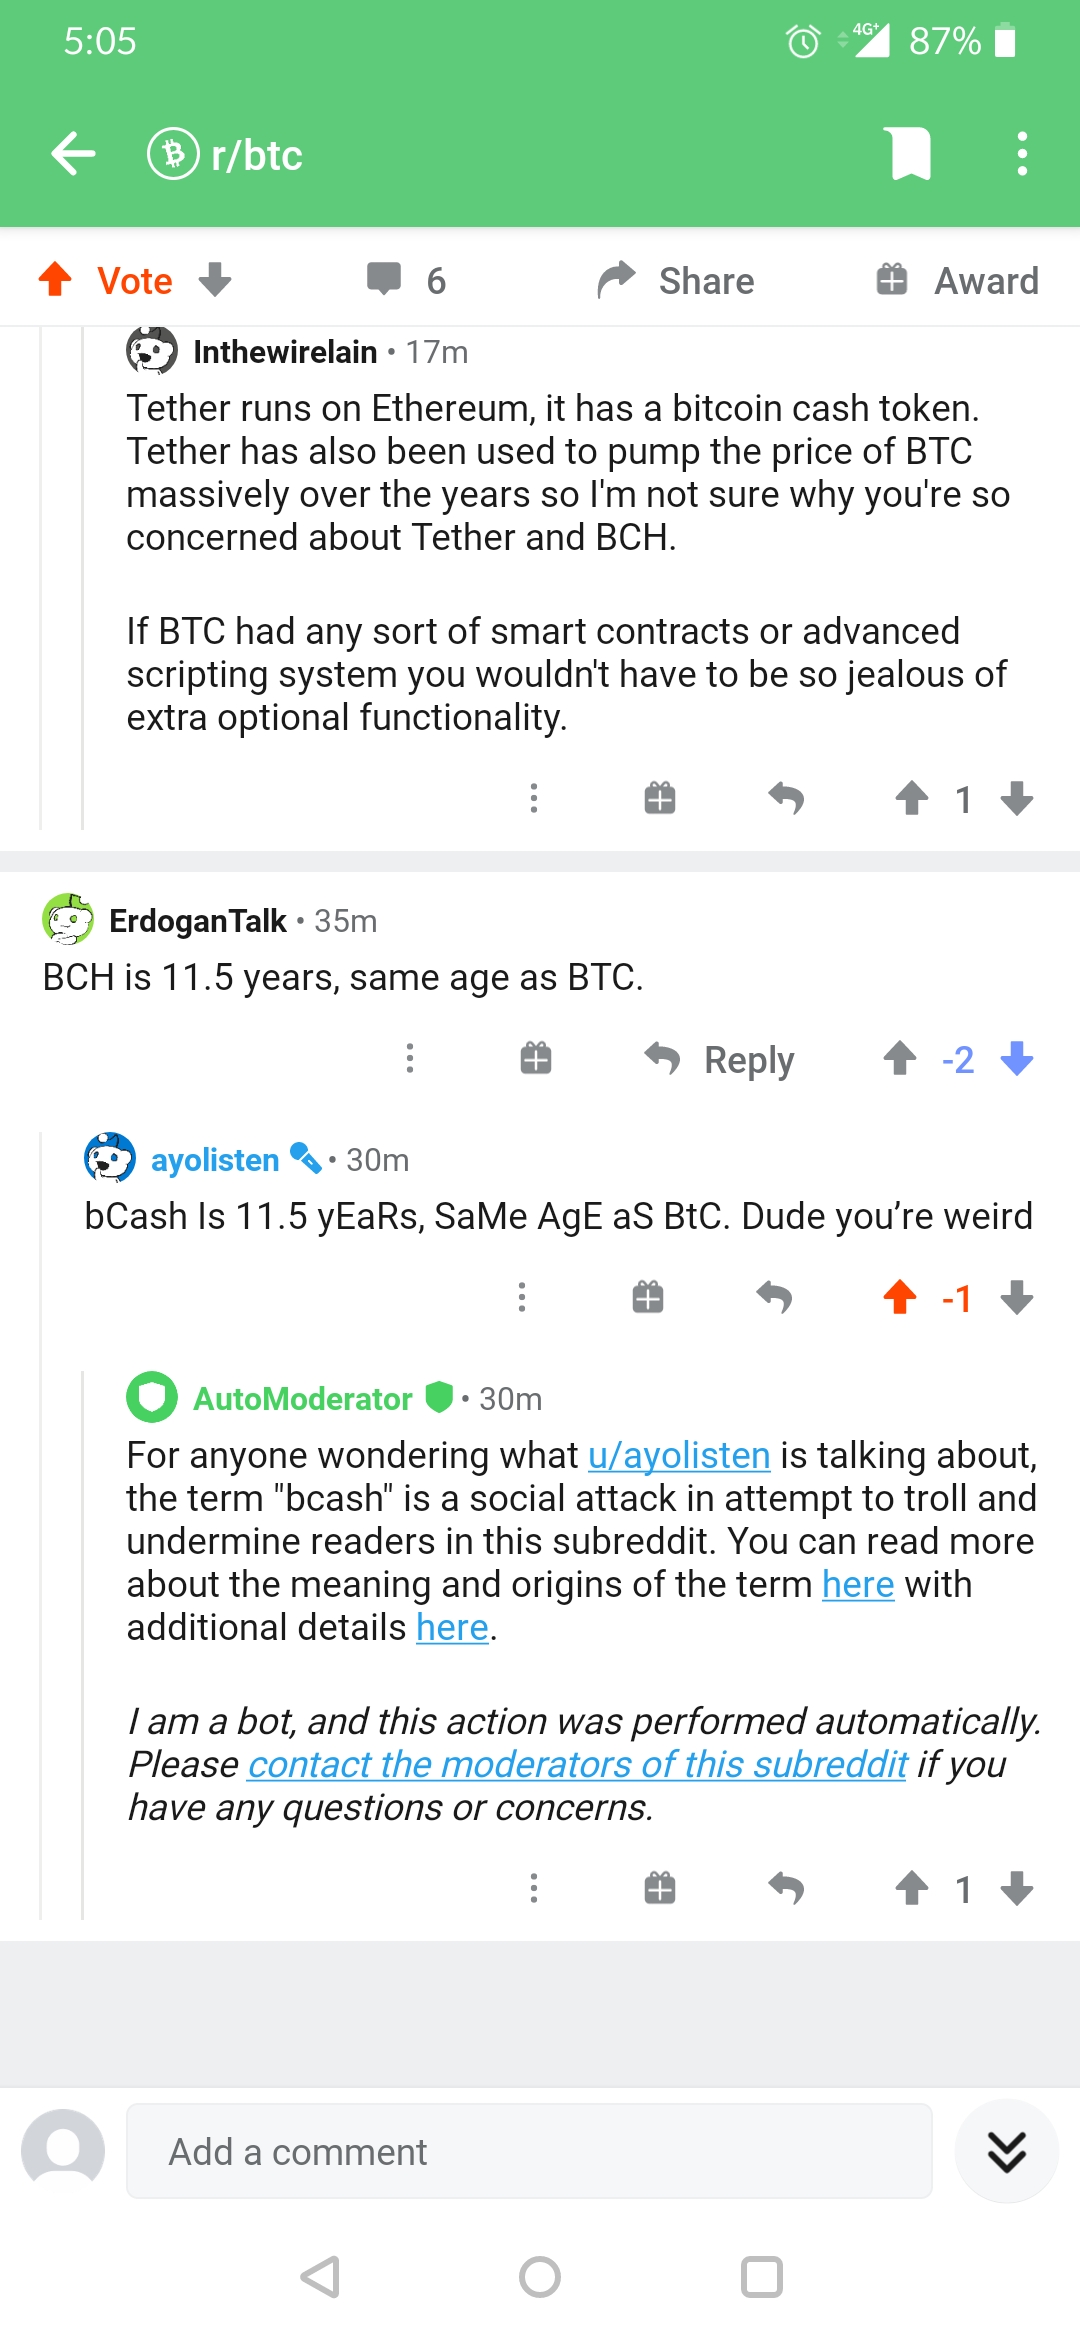 5:05
4G+ 87%
r/btc
Vote 6 Share Award
Inthewirelain • 17m
Tether runs on Ethereum, it has a bitcoin cash token.
Tether has also been used to pump the price of BTC
massively over the years so I'm not sure why you're so
concerned about Tether and BCH.
If BTC had any sort of smart contracts or advanced
scripting system you wouldn't have to be so jealous of
extra optional functionality.
1
ErdoganTalk • 35m
BCH is 11.5 years, same age as BTC.
Reply -2
ayolisten • 30m
bCash Is 11.5 yEaRs, SaMe AgE aS BtC. Dude you’re weird
-1
AutoModerator • 30m
For anyone wondering what u/ayolisten is talking about,
the term "bcash" is a social attack in attempt to troll and
undermine readers in this subreddit. You can read more
about the meaning and origins of the term here with
additional details here.
I am a bot, and this action was performed automatically.
Please contact the moderators of this subreddit if you
have any questions or concerns.
1
Add a comment